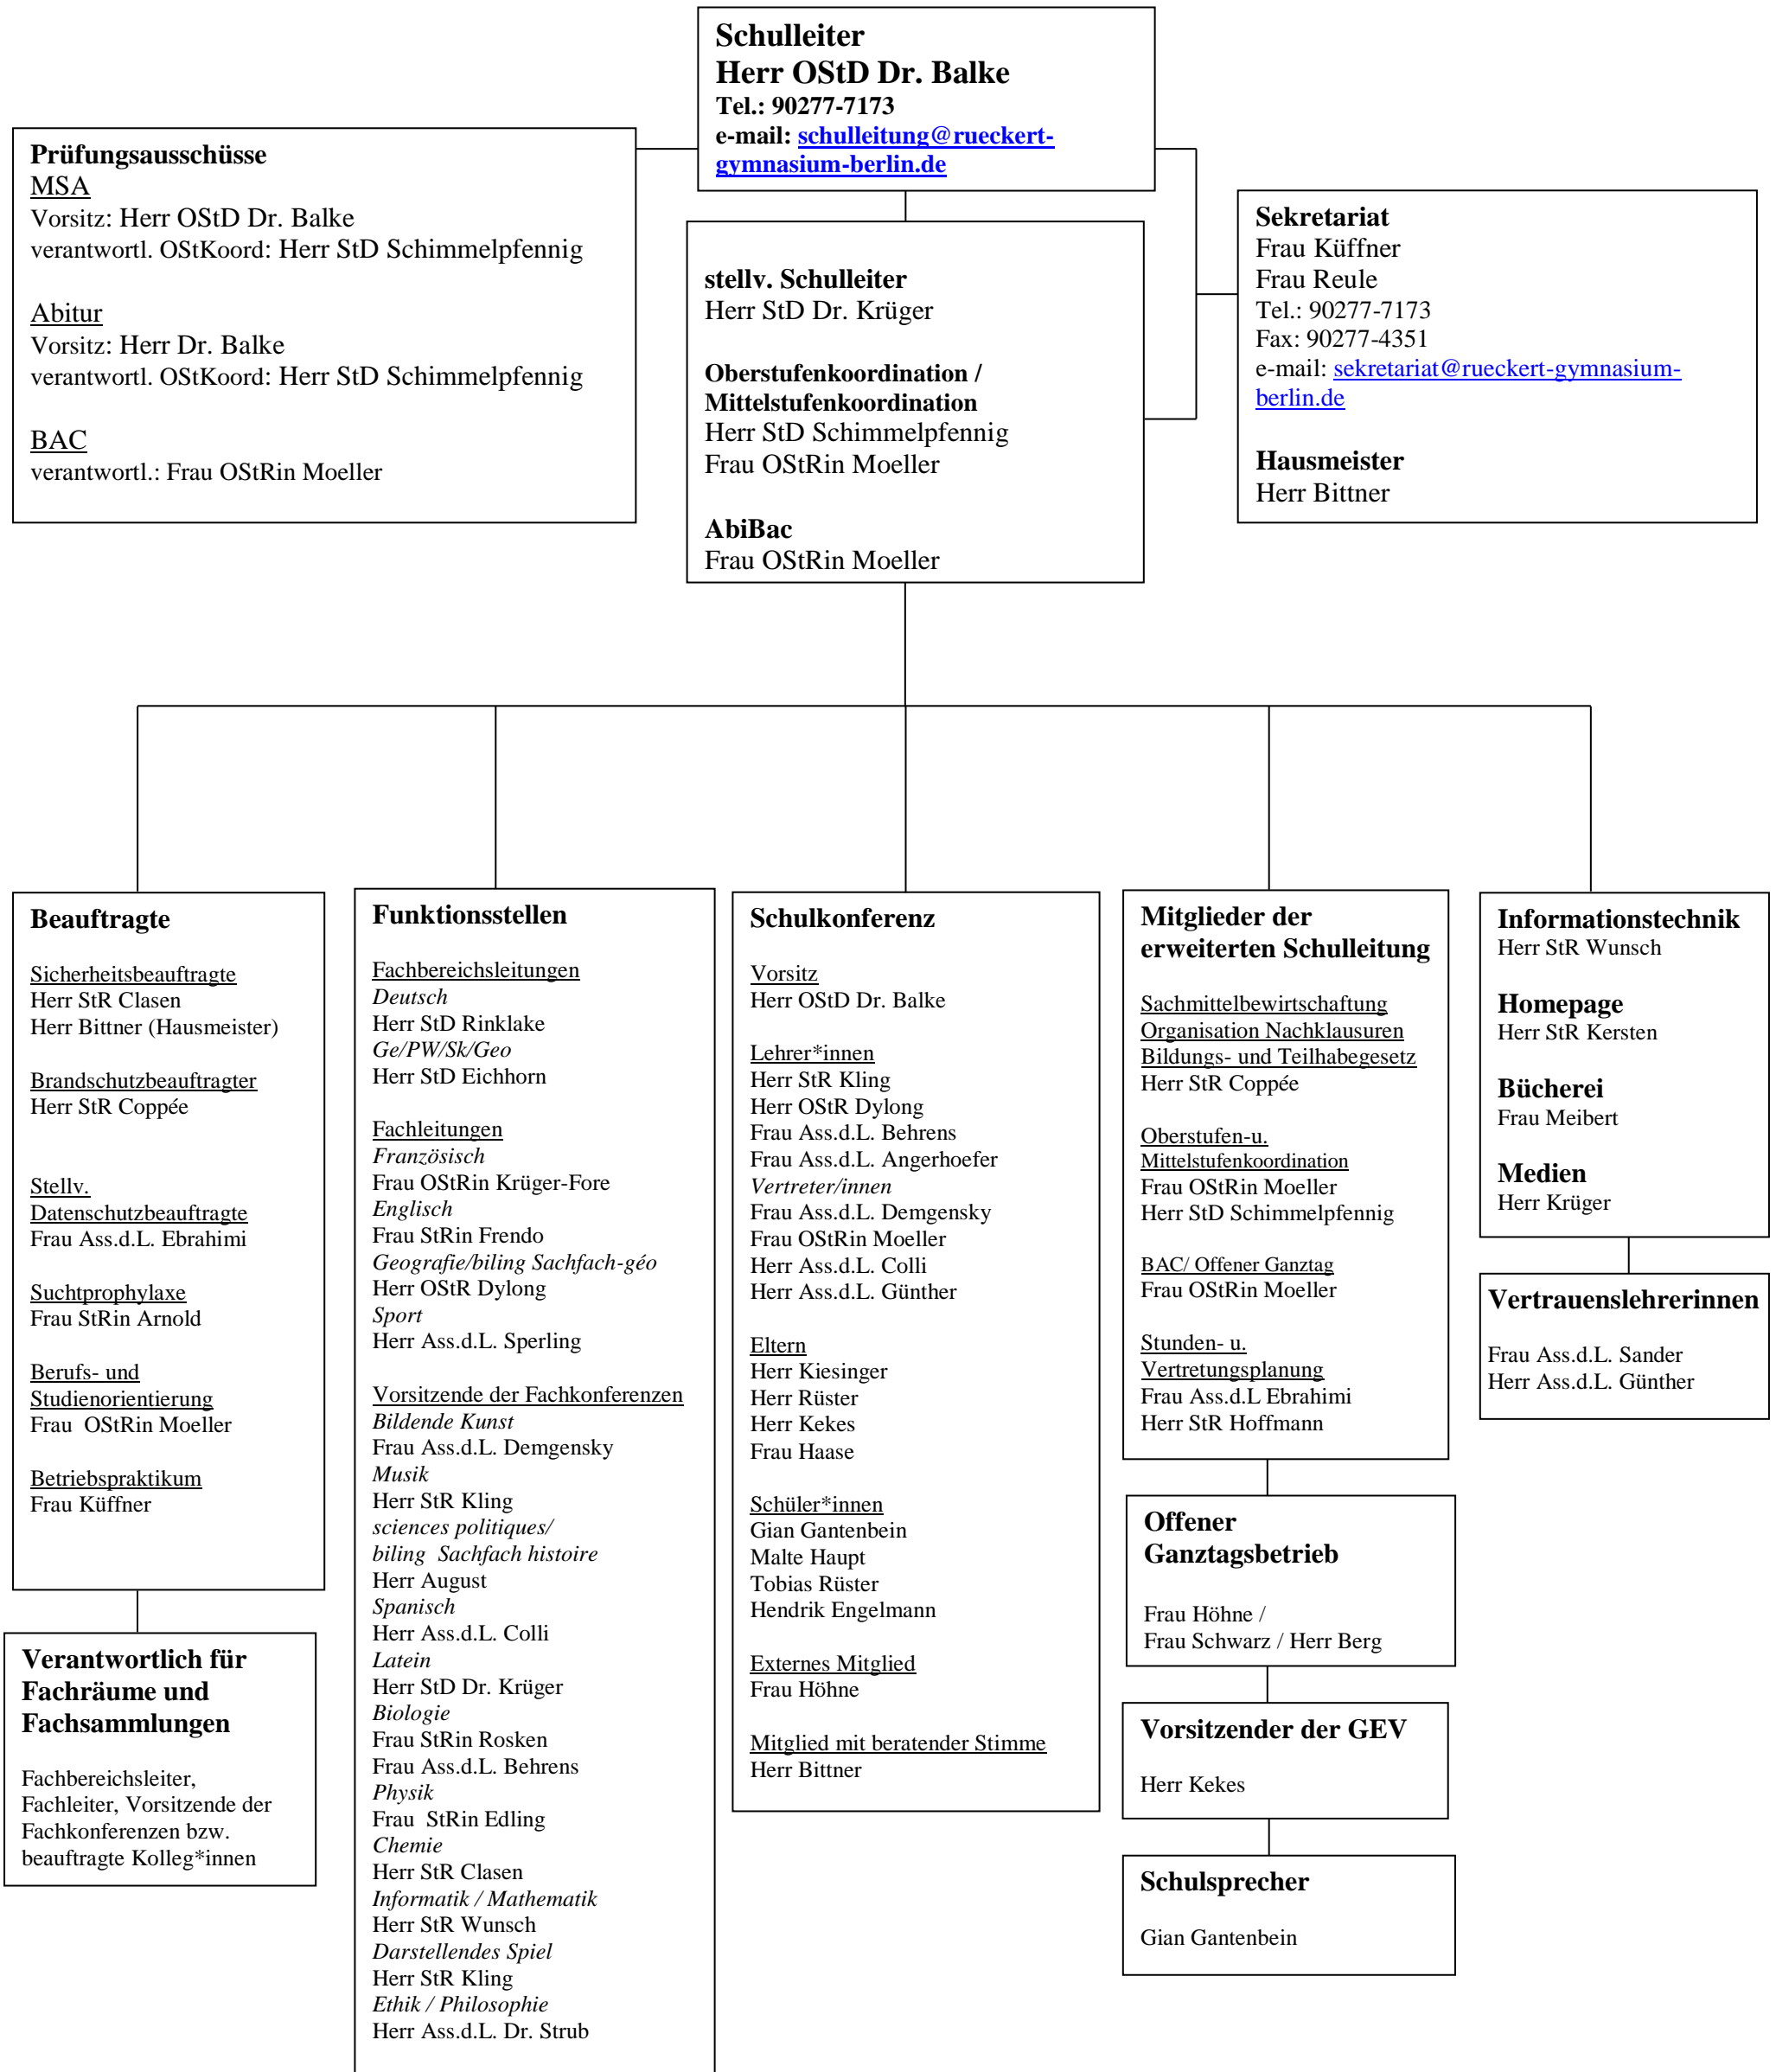 Schulleiter
Herr OStD Dr. Balke
Tel.: 90277-7173
e-mail: schulleitung@rueckert-
gymnasium-berlin.de
Prüfungsausschüsse
MSA
Vorsitz: Herr OStD Dr. Balke
verantwortl. OStKoord: Herr StD Schimmelpfennig
Abitur
Vorsitz: Herr Dr. Balke
verantwortl. OStKoord: Herr StD Schimmelpfennig
BAC
verantwortl.: Frau OStRin Moeller
stellv. Schulleiter
Herr StD Dr. Krüger
Oberstufenkoordination /
Mittelstufenkoordination
Herr StD Schimmelpfennig
Frau OStRin Moeller
AbiBac
Frau OStRin Moeller
Sekretariat
Frau Küffner
Frau Reule
Tel.: 90277-7173
Fax: 90277-4351
e-mail: sekretariat@rueckert-gymnasium-
berlin.de
Hausmeister
Herr Bittner
Beauftragte
Sicherheitsbeauftragte
Herr StR Clasen
Herr Bittner (Hausmeister)
Brandschutzbeauftragter
Herr StR Coppée
Stellv.
Datenschutzbeauftragte
Frau Ass.d.L. Ebrahimi
Suchtprophylaxe
Frau StRin Arnold
Berufs- und
Studienorientierung
Frau OStRin Moeller
Betriebspraktikum
Frau Küffner
Verantwortlich für
Fachräume und
Fachsammlungen
Fachbereichsleiter,
Fachleiter, Vorsitzende der
Fachkonferenzen bzw.
beauftragte Kolleg*innen
Funktionsstellen
Fachbereichsleitungen
Deutsch
Herr StD Rinklake
Ge/PW/Sk/Geo
Herr StD Eichhorn
Fachleitungen
Französisch
Frau OStRin Krüger-Fore
Englisch
Frau StRin Frendo
Geografie/biling Sachfach-géo
Herr OStR Dylong
Sport
Herr Ass.d.L. Sperling
Vorsitzende der Fachkonferenzen
Bildende Kunst
Frau Ass.d.L. Demgensky
Musik
Herr StR Kling
sciences politiques/
biling Sachfach histoire
Herr August
Spanisch
Herr Ass.d.L. Colli
Latein
Herr StD Dr. Krüger
Biologie
Frau StRin Rosken
Frau Ass.d.L. Behrens
Physik
Frau StRin Edling
Chemie
Herr StR Clasen
Informatik / Mathematik
Herr StR Wunsch
Darstellendes Spiel
Herr StR Kling
Ethik / Philosophie
Herr Ass.d.L. Dr. Strub
Schulkonferenz
Vorsitz
Herr OStD Dr. Balke
Lehrer*innen
Herr StR Kling
Herr OStR Dylong
Frau Ass.d.L. Behrens
Frau Ass.d.L. Angerhoefer
Vertreter/innen
Frau Ass.d.L. Demgensky
Frau OStRin Moeller
Herr Ass.d.L. Colli
Herr Ass.d.L. Günther
Eltern
Herr Kiesinger
Herr Rüster
Herr Kekes
Frau Haase
Schüler*innen
Gian Gantenbein
Malte Haupt
Tobias Rüster
Hendrik Engelmann
Externes Mitglied
Frau Höhne
Mitglied mit beratender Stimme
Herr Bittner
Mitglieder der
erweiterten Schulleitung
Sachmittelbewirtschaftung
Organisation Nachklausuren
Bildungs- und Teilhabegesetz
Herr StR Coppée
Oberstufen-u.
Mittelstufenkoordination
Frau OStRin Moeller
Herr StD Schimmelpfennig
BAC/ Offener Ganztag
Frau OStRin Moeller
Stunden- u.
Vertretungsplanung
Frau Ass.d.L Ebrahimi
Herr StR Hoffmann
Offener
Ganztagsbetrieb
Frau Höhne /
Frau Schwarz / Herr Berg
Vorsitzender der GEV
Herr Kekes
Schulsprecher
Gian Gantenbein
Informationstechnik
Herr StR Wunsch
Homepage
Herr StR Kersten
Bücherei
Frau Meibert
Medien
Herr Krüger
Vertrauenslehrerinnen
Frau Ass.d.L. Sander
Herr Ass.d.L. Günther